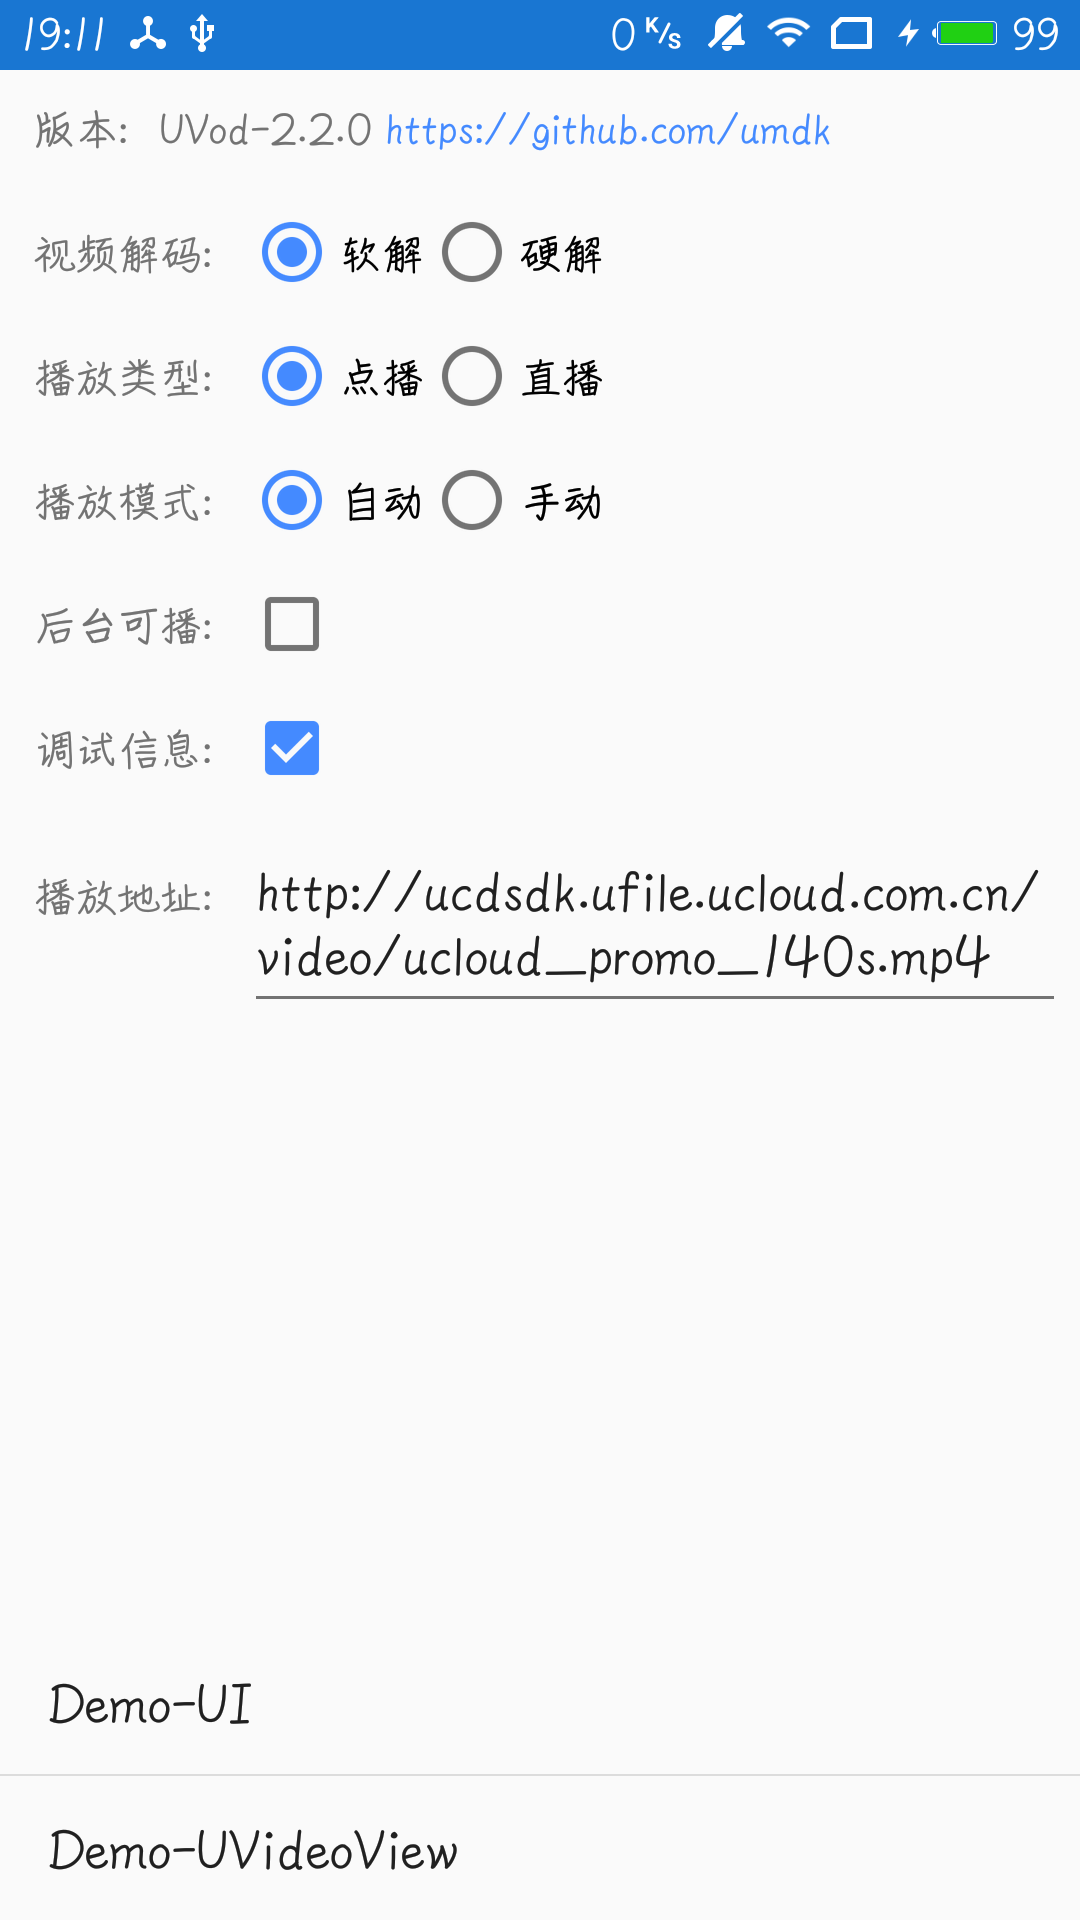 19:11 0 K/s 99
版本: UVod-2.2.0 https://github.com/umdk
视频解码: 软解 硬解
播放类型: 点播 直播
播放模式: 自动 手动
后台可播:
调试信息:
播放地址: http://ucdsdk.ufile.ucloud.com.cn/
video/ucloud_promo_140s.mp4
Demo-UI
Demo-UVideoView